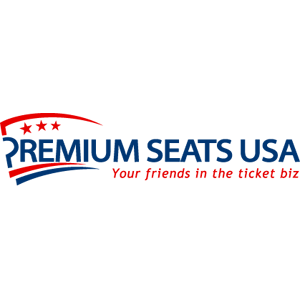 PREMIUM SEATS USA
Your friends in the ticket biz